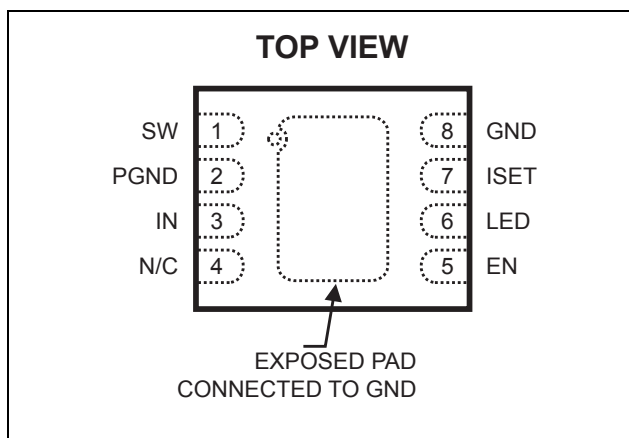 TOP VIEW
SW 1 8 GND
PGND 2 7 ISET
IN 3 6 LED
N/C 4 5 EN
EXPOSED PAD
CONNECTED TO GND